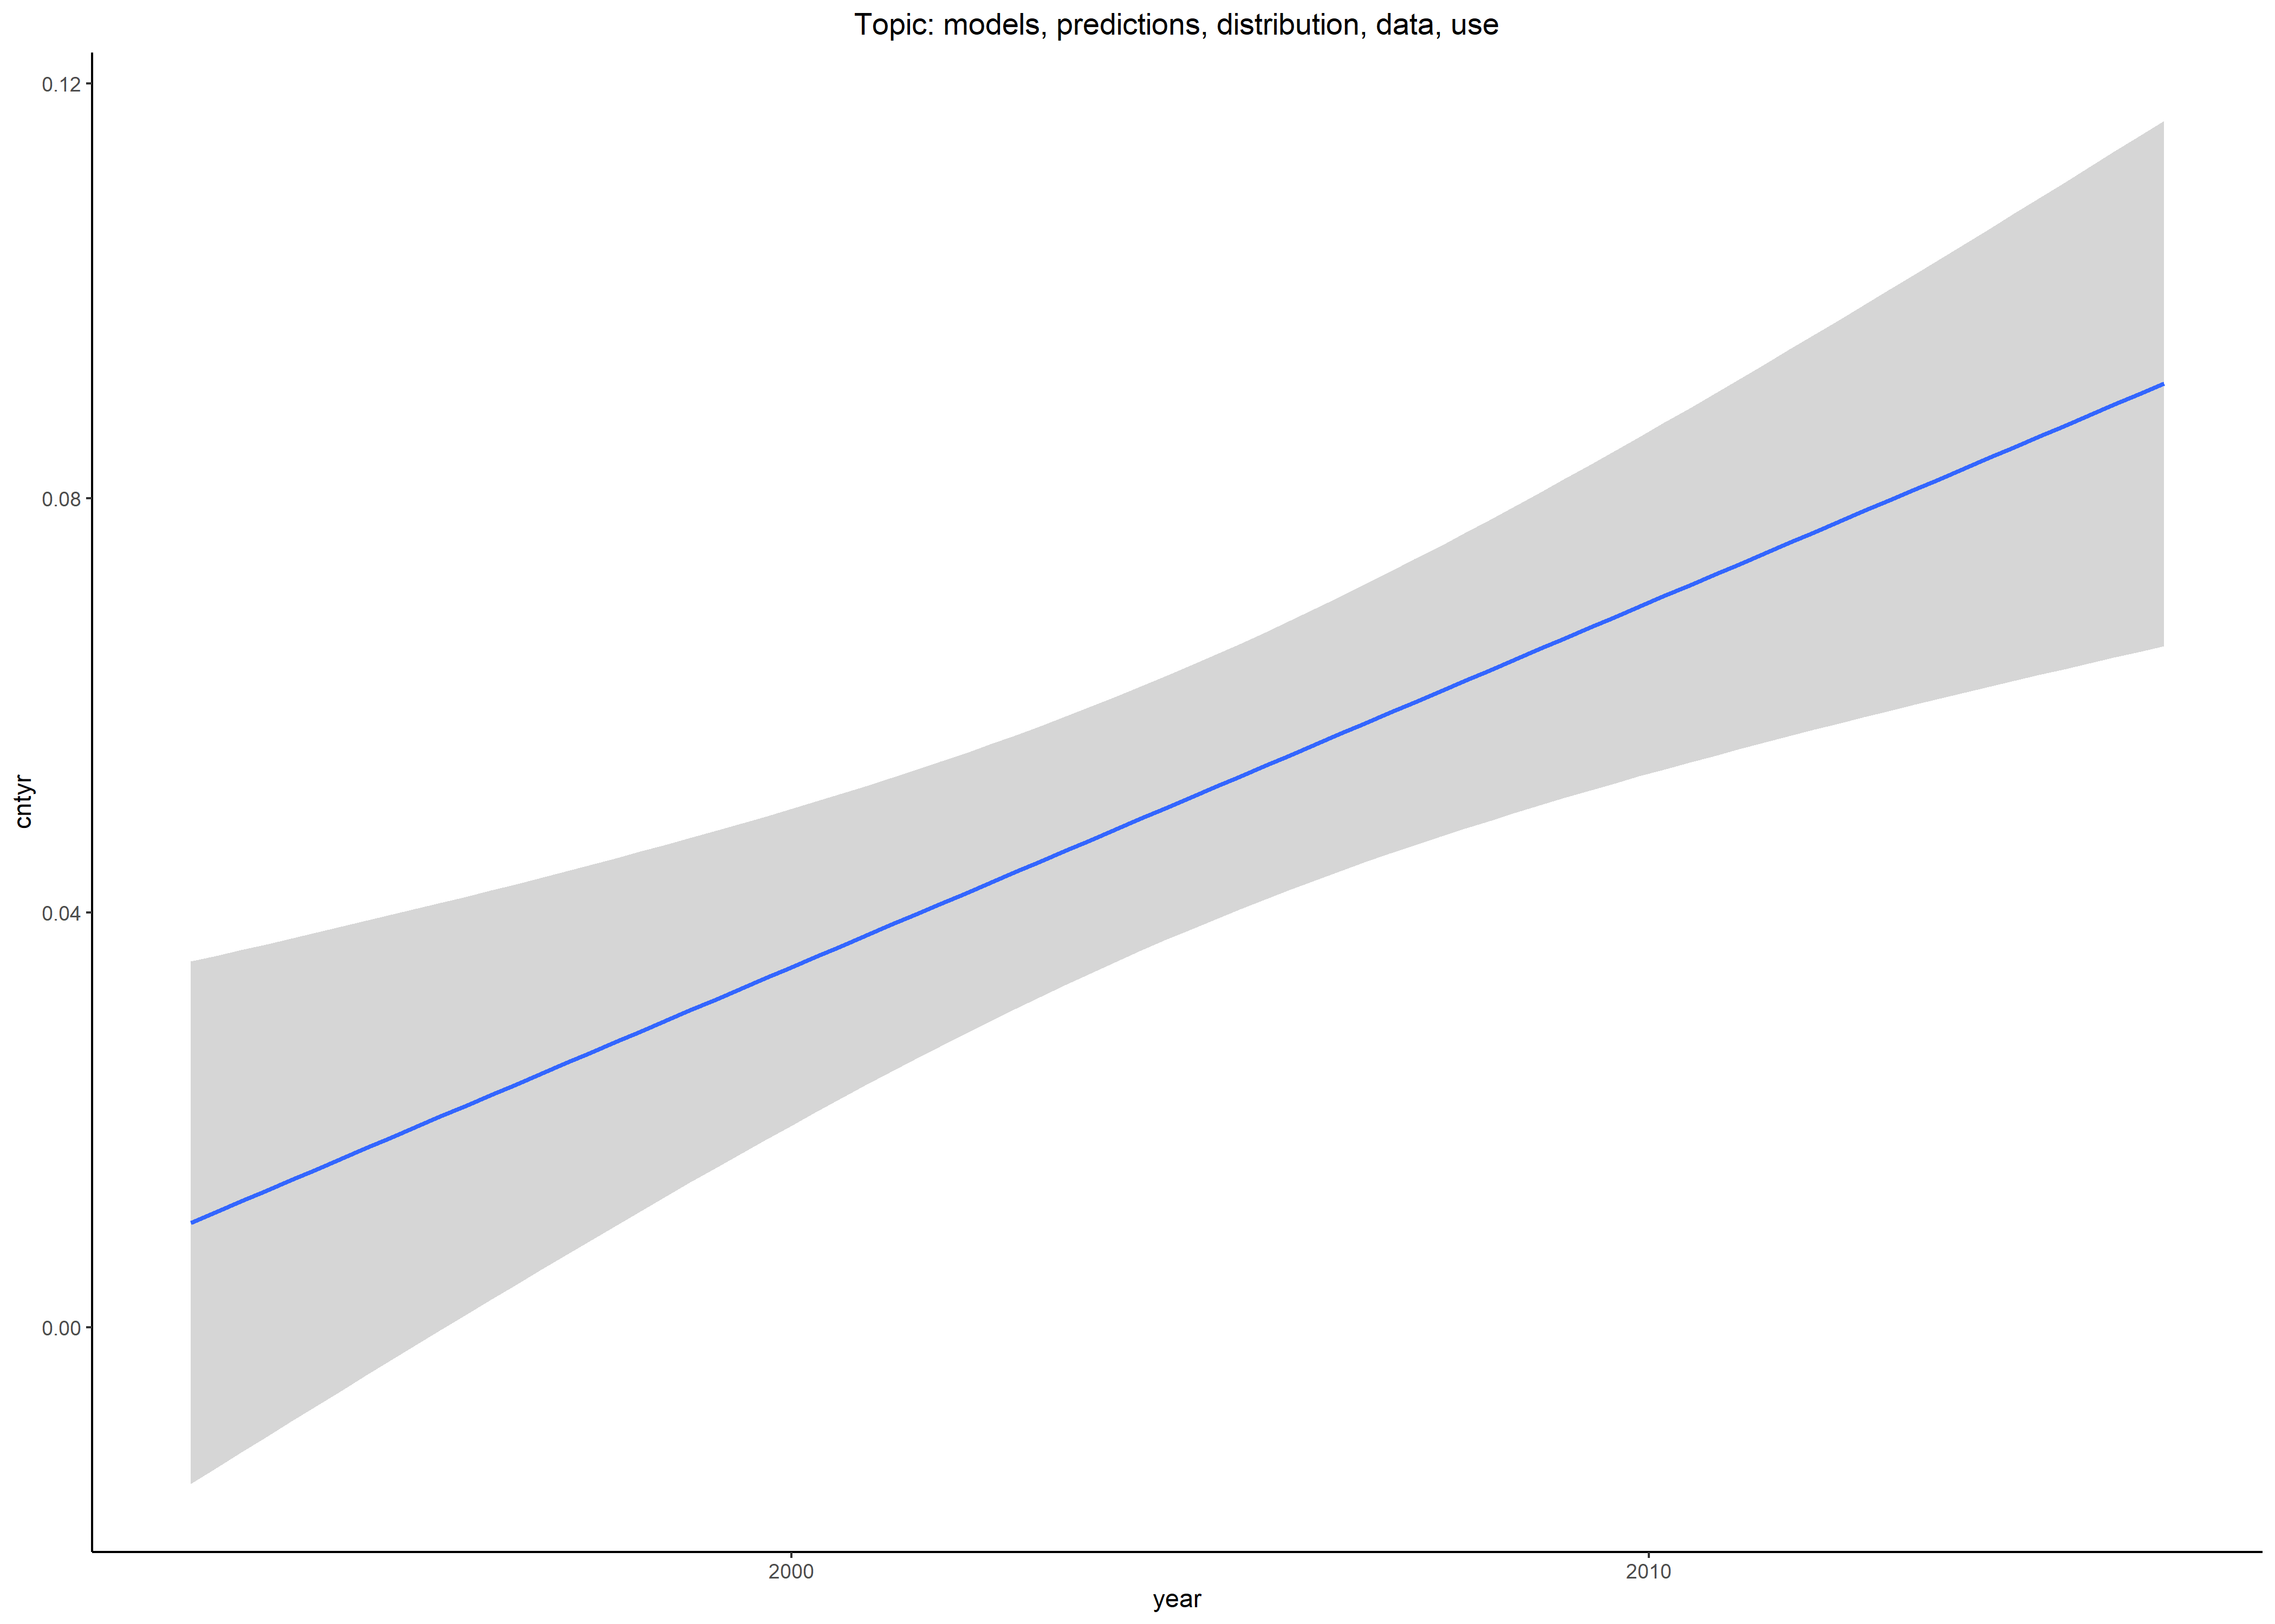 Topic: models, predictions, distribution, data, use
0.12
0.08
0.04
0.00
cntyr
2000
2010
year